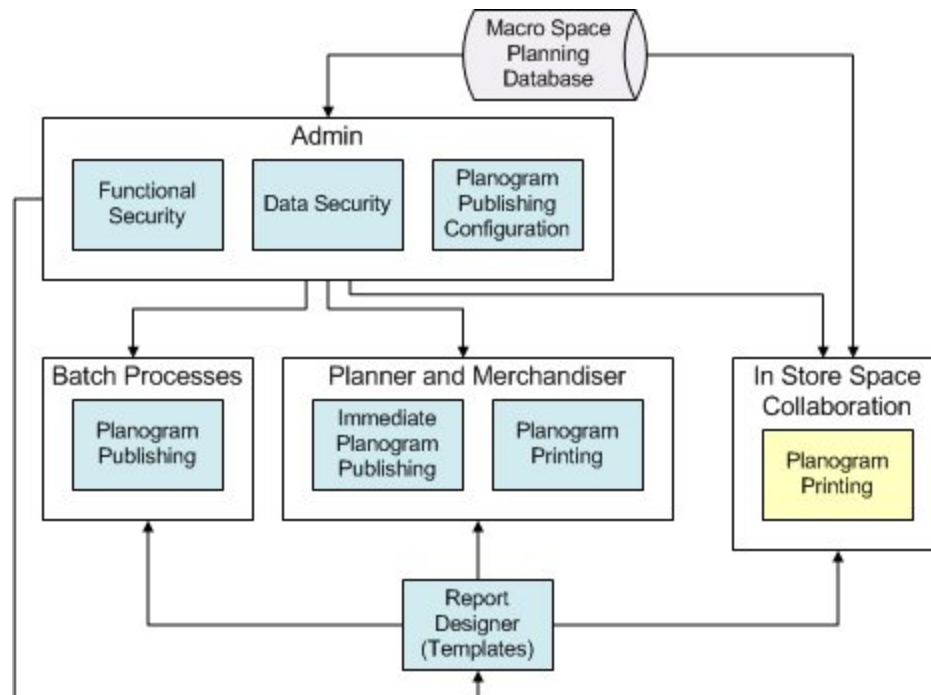 Macro Space
Planning
Database
Admin
Functional
Security
Data Security
Planogram
Publishing
Configuration
Batch Processes
Planogram
Publishing
Planner and Merchandiser
Immediate
Planogram
Publishing
Planogram
Printing
In Store Space
Collaboration
Planogram
Printing
Report
Designer
(Templates)